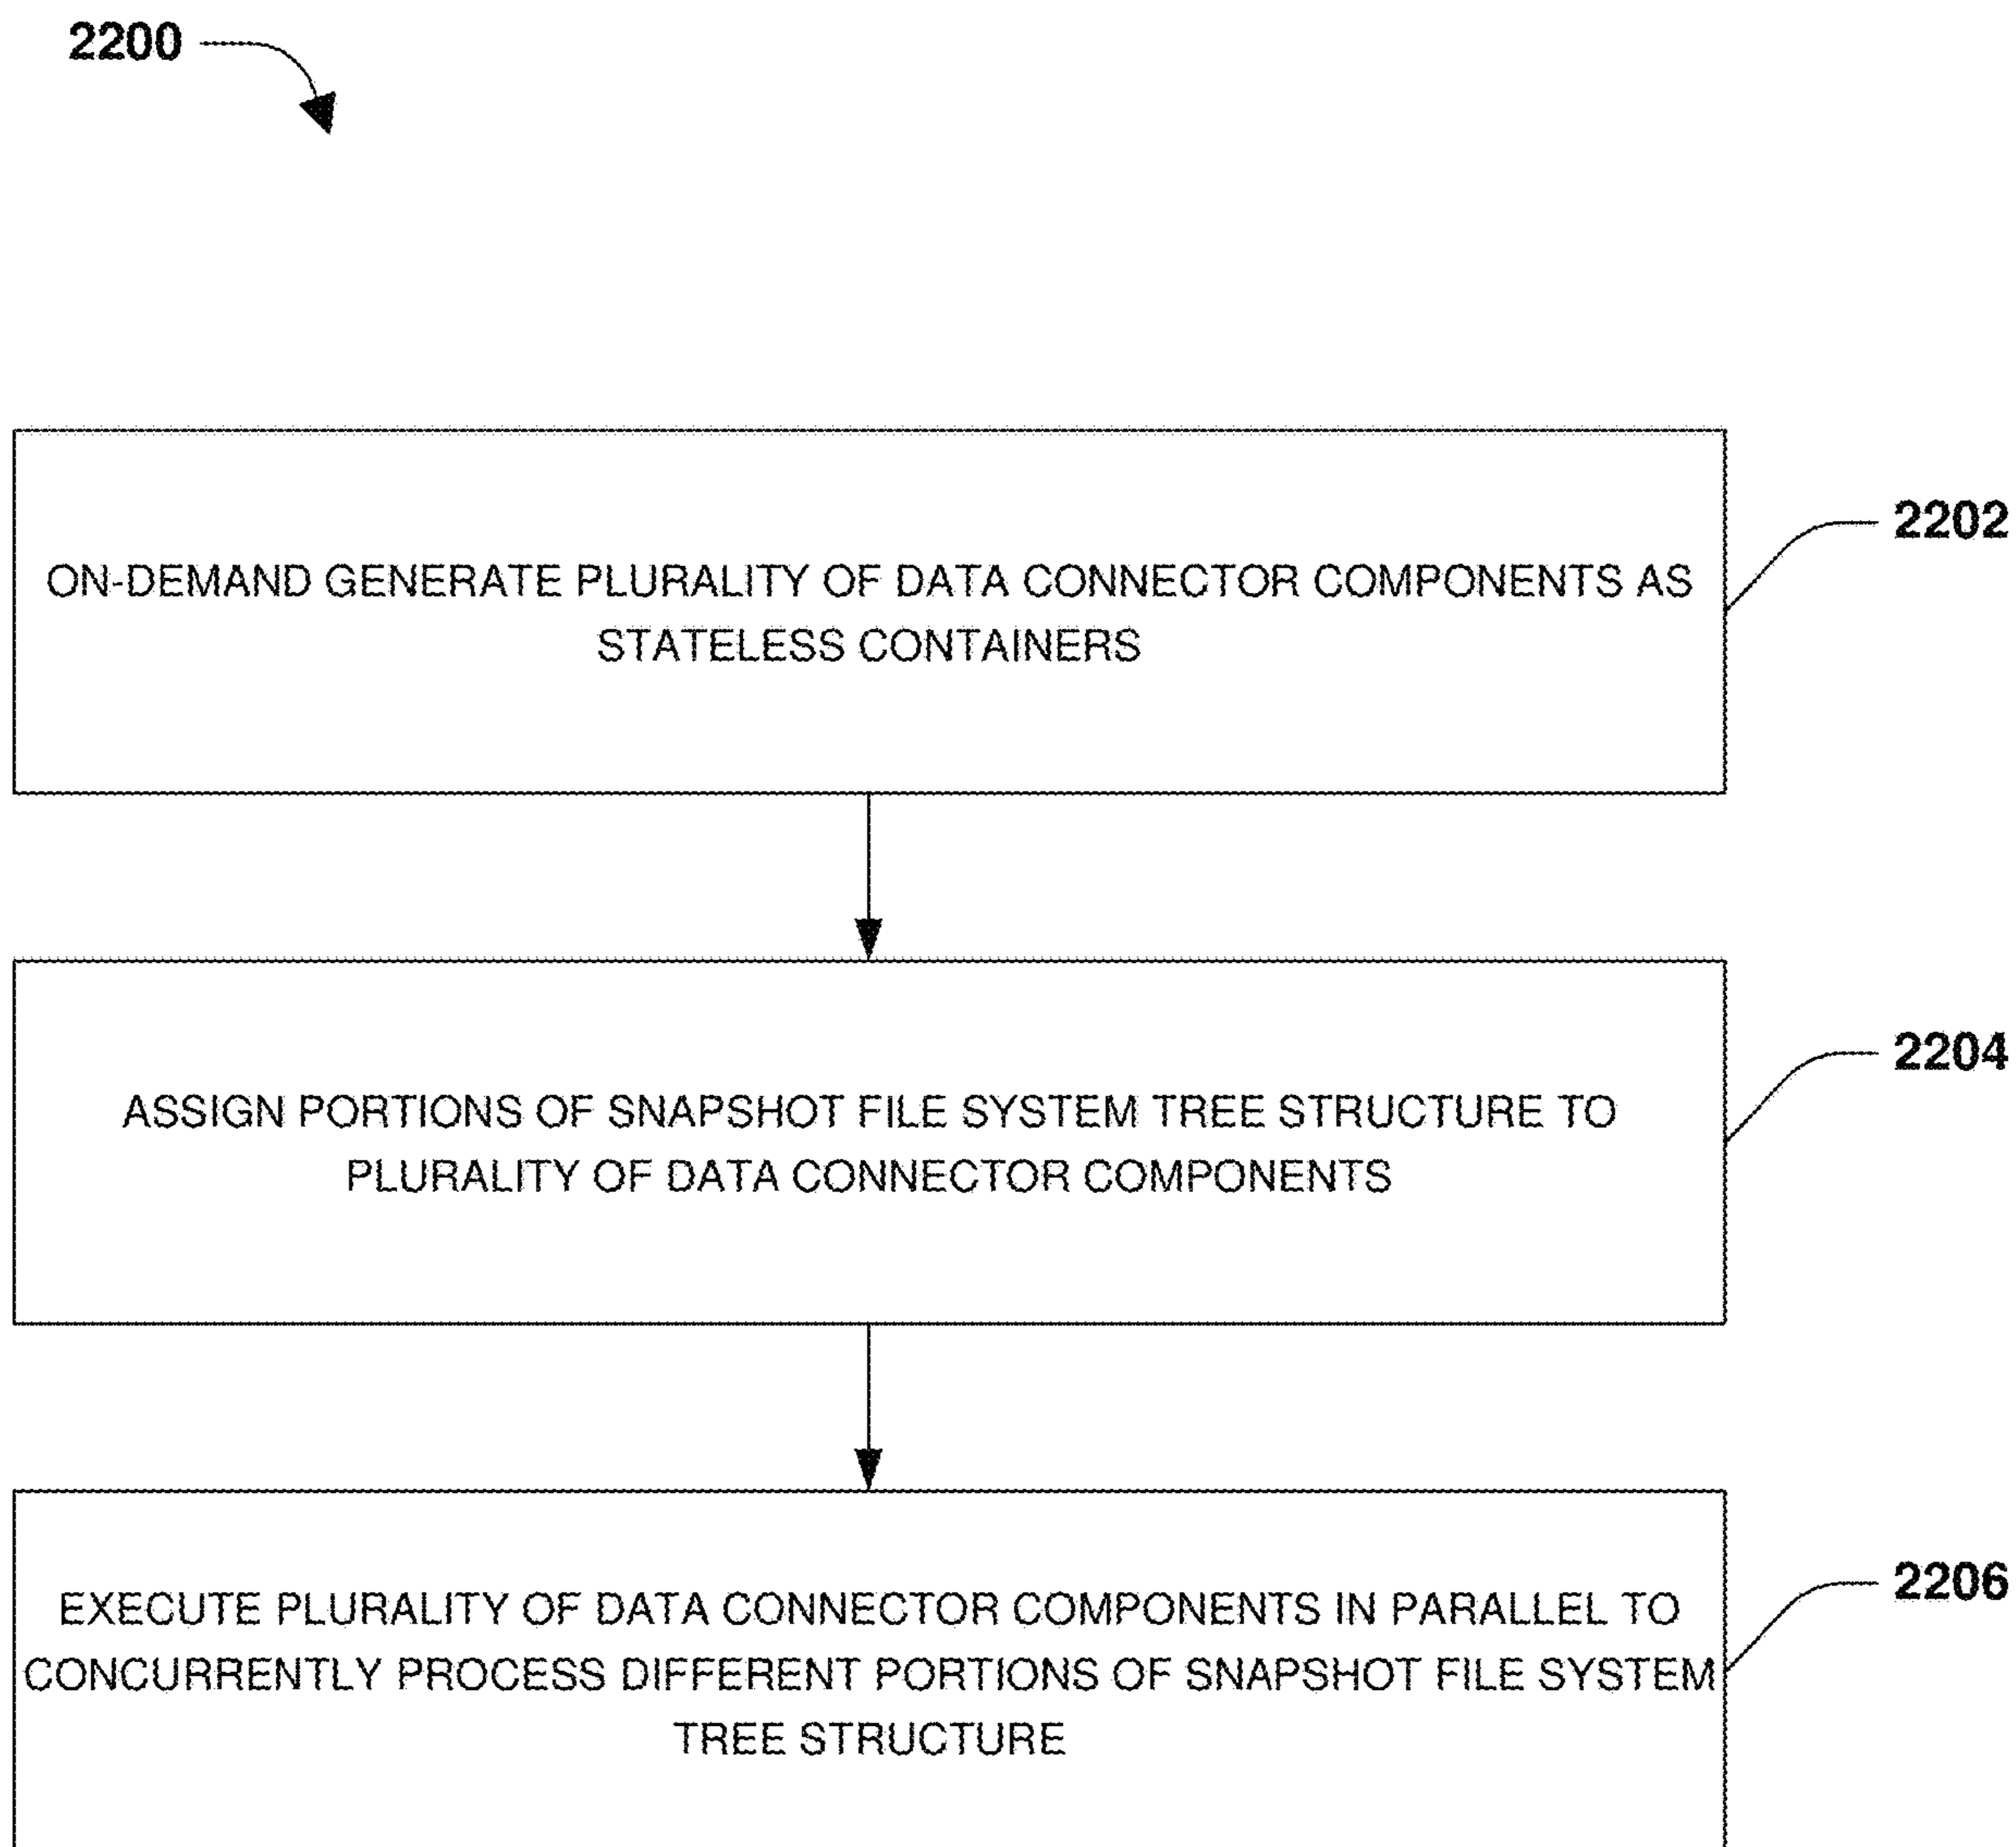 2200
ON-DEMAND GENERATE PLURALITY OF DATA CONNECTOR COMPONENTS AS
STATELESS CONTAINERS
2202
ASSIGN PORTIONS OF SNAPSHOT FILE SYSTEM TREE STRUCTURE TO
PLURALITY OF DATA CONNECTOR COMPONENTS
2204
EXECUTE PLURALITY OF DATA CONNECTOR COMPONENTS IN PARALLEL TO
CONCURRENTLY PROCESS DIFFERENT PORTIONS OF SNAPSHOT FILE SYSTEM
TREE STRUCTURE
2206